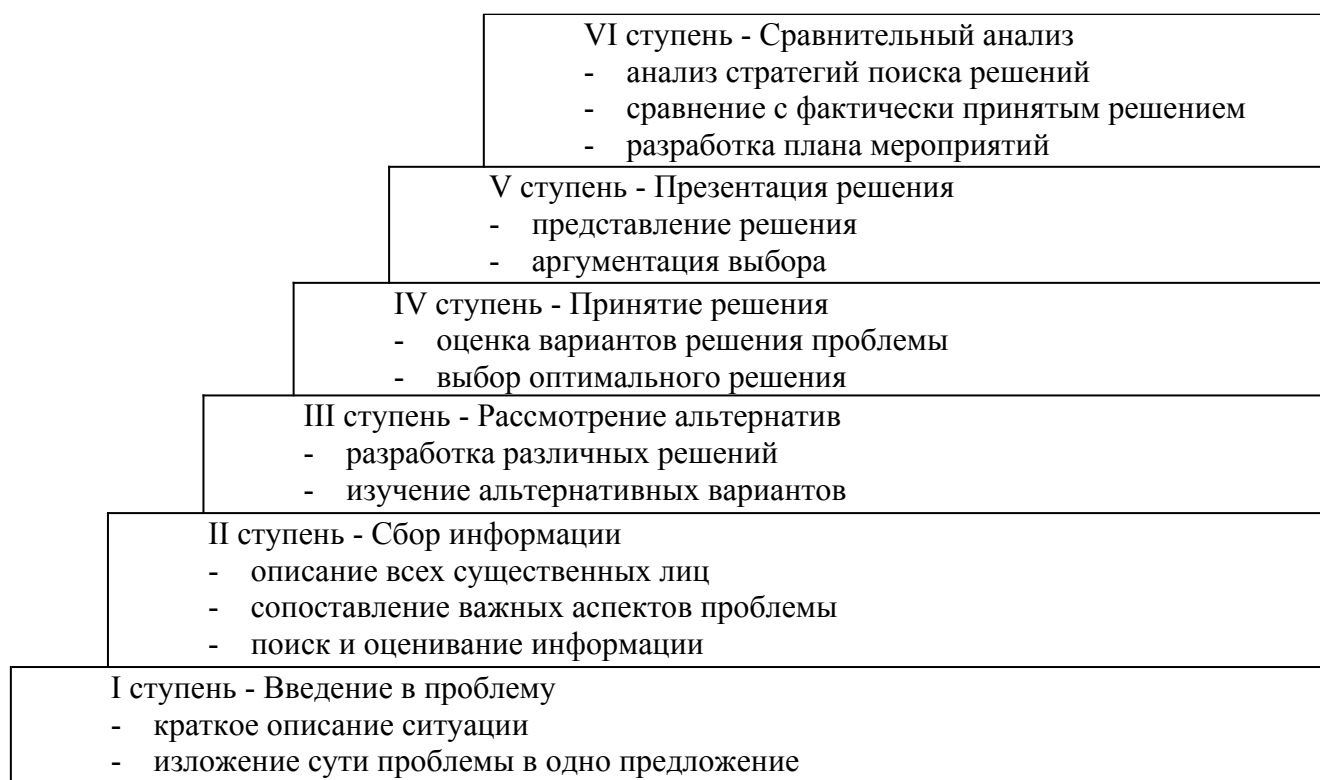 VI ступень - Сравнительный анализ
- анализ стратегий поиска решений
- сравнение с фактически принятым решением
- разработка плана мероприятий
V ступень - Презентация решения
- представление решения
- аргументация выбора
IV ступень - Принятие решения
- оценка вариантов решения проблемы
- выбор оптимального решения
III ступень - Рассмотрение альтернатив
- разработка различных решений
- изучение альтернативных вариантов
II ступень - Сбор информации
- описание всех существенных лиц
- сопоставление важных аспектов проблемы
- поиск и оценивание информации
I ступень - Введение в проблему
- краткое описание ситуации
- изложение сути проблемы в одно предложение